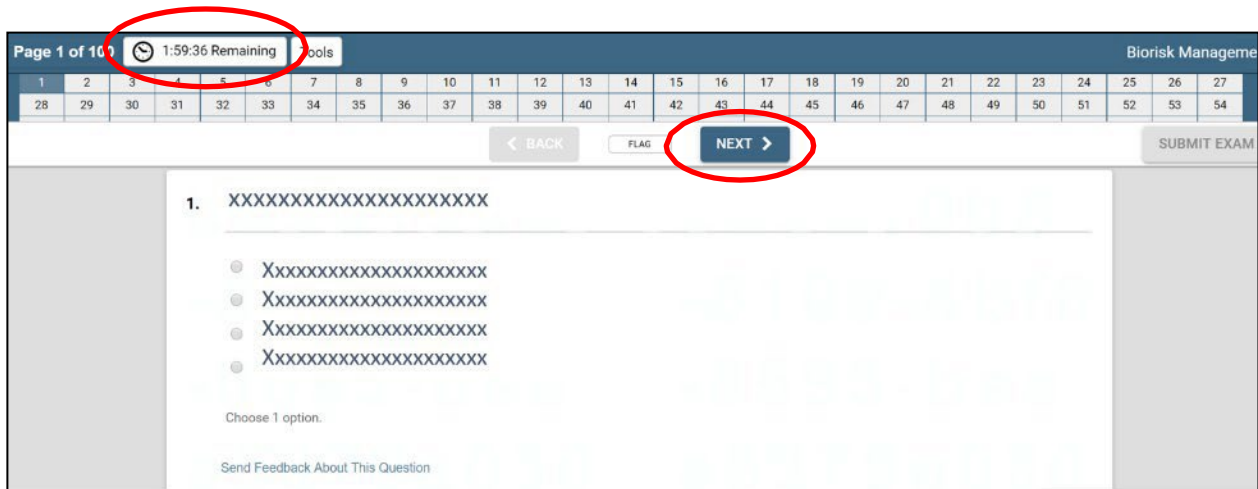 Page 1 of 100 1:59:36 Remaining Tools Biorisk Manageme
1 2 3 4 5 6 7 8 9 10 11 12 13 14 15 16 17 18 19 20 21 22 23 24 25 26 27
28 29 30 31 32 33 34 35 36 37 38 39 40 41 42 43 44 45 46 47 48 49 50 51 52 53 54
BACK FLAG NEXT SUBMIT EXAM
1. xxxxxxxxxxxxxxxxxxxxx
Xxxxxxxxxxxxxxxxxxxxx
Xxxxxxxxxxxxxxxxxxxxx
Xxxxxxxxxxxxxxxxxxxxx
Xxxxxxxxxxxxxxxxxxxxx
Choose 1 option.
Send Feedback About This Question